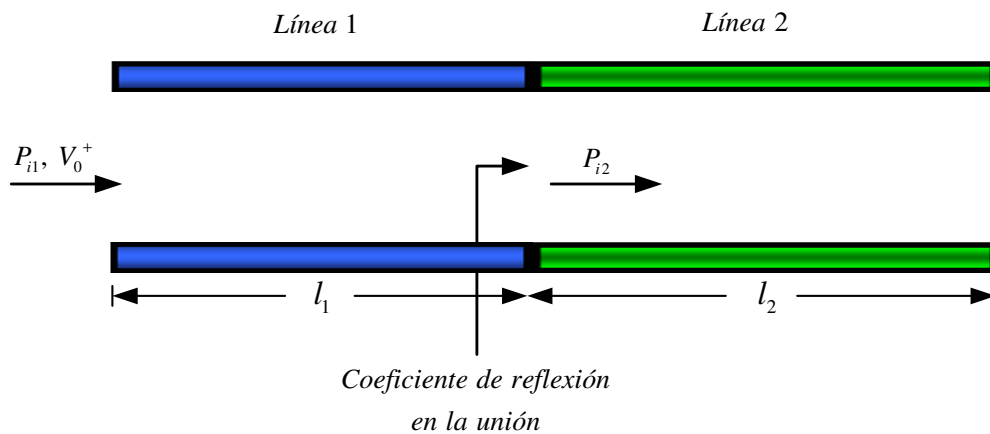 Línea 1
Línea 2
P_{i1}, V_0^+
P_{i2}
l_1
l_2
Coeficiente de reflexión
en la unión